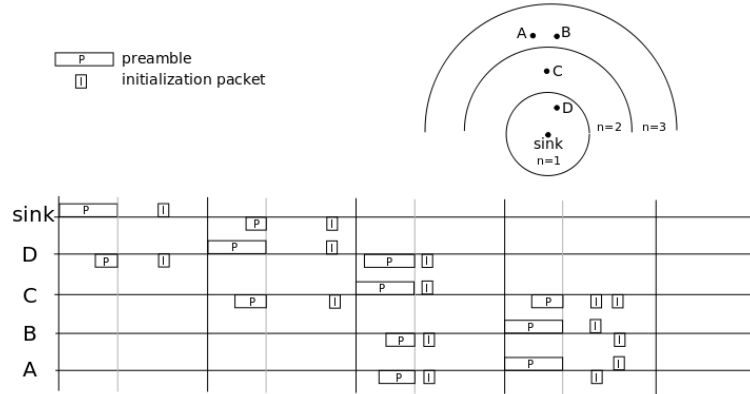 P preamble
I initialization packet
A B
C
D
sink
n=1
n=2
n=3
sink P I P I
D P I P I P I
C P I P I P I I
B P I P I I
A P I P I I